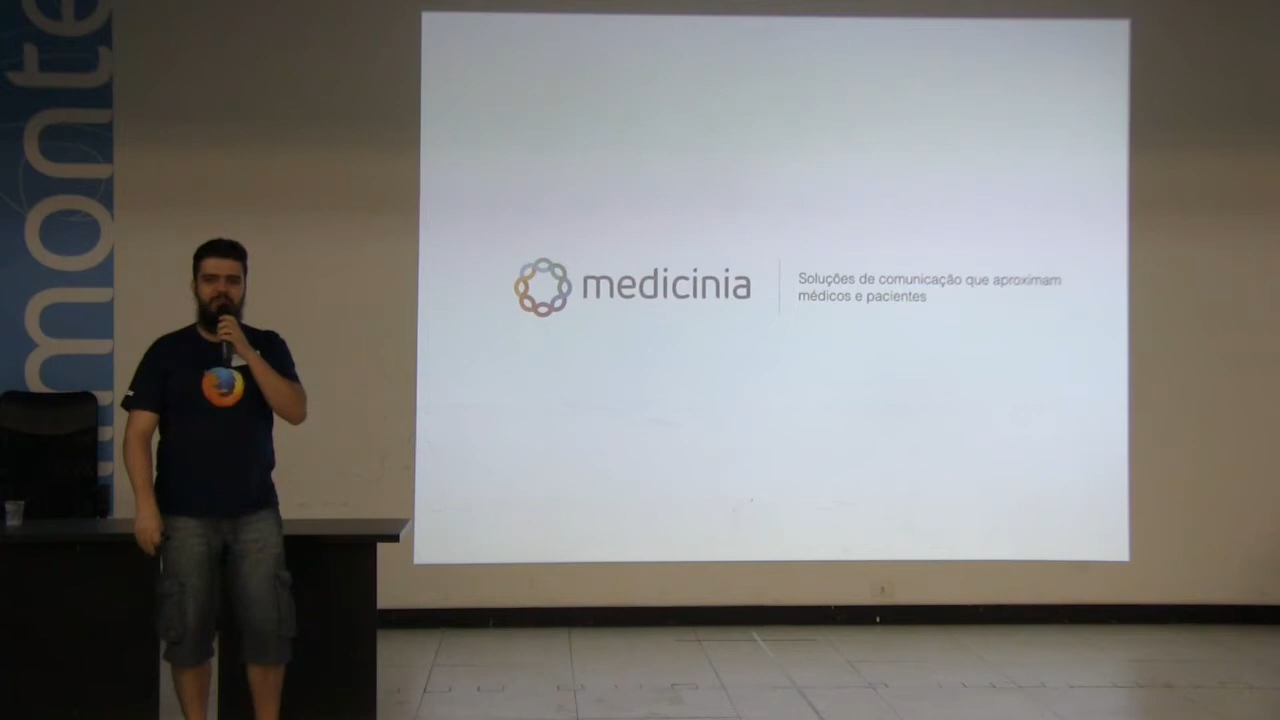 monte
medicinia
Soluções de comunicação que aproximam
médicos e pacientes